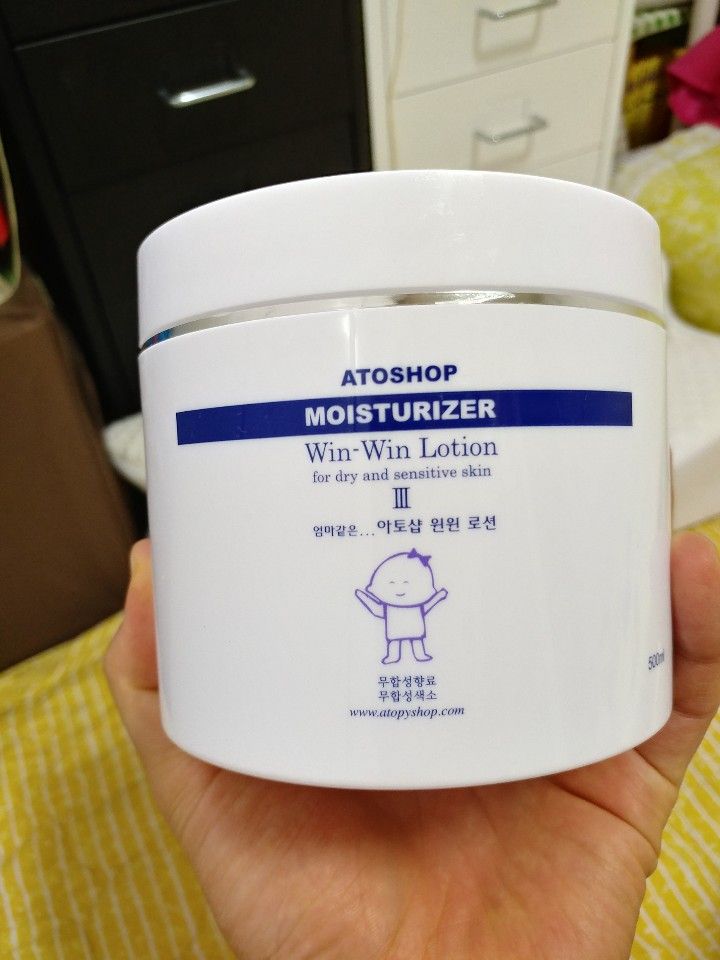 ATOSHOP
MOISTURIZER
Win-Win Lotion
for dry and sensitive skin
III
엄마같은...아토샵 윈윈 로션
500ml
무합성향료
무합성색소
www.atopyshop.com